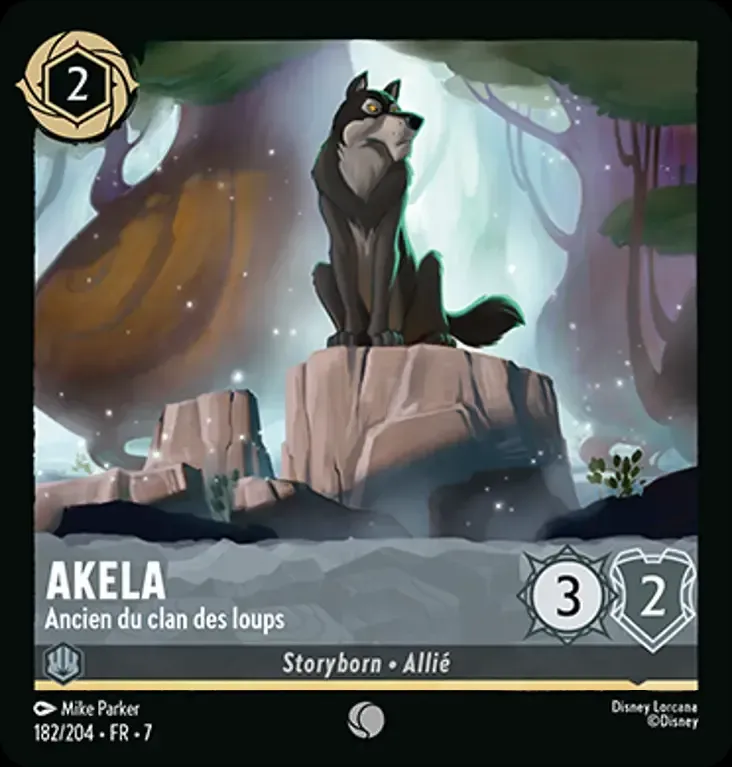 2
AKELA
Ancien du clan des loups
3
2
Storyborn • Allié
Mike Parker
182/204 • FR • 7
Disney Lorcana
©Disney